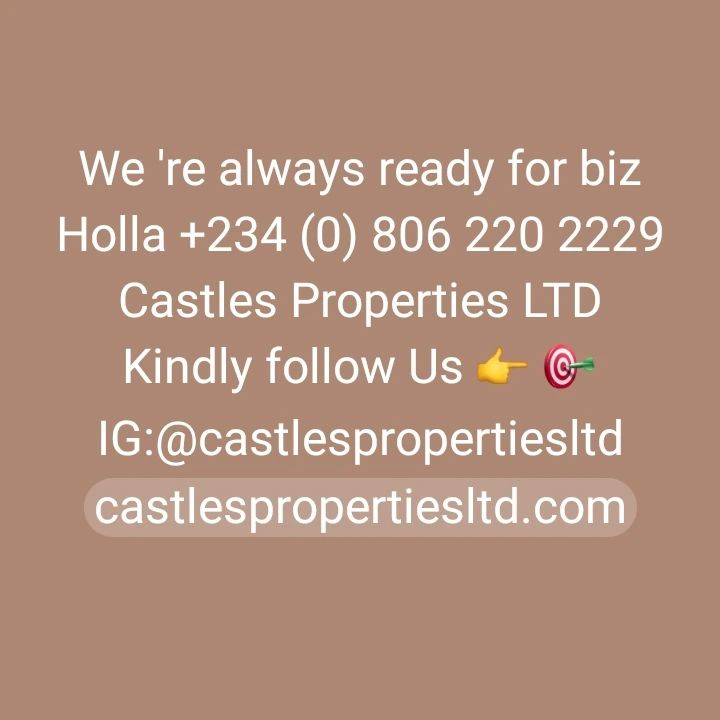 We 're always ready for biz
Holla +234 (0) 806 220 2229
Castles Properties LTD
Kindly follow Us 👉 🎯
IG:@castlespropertiesltd
castlespropertiesltd.com